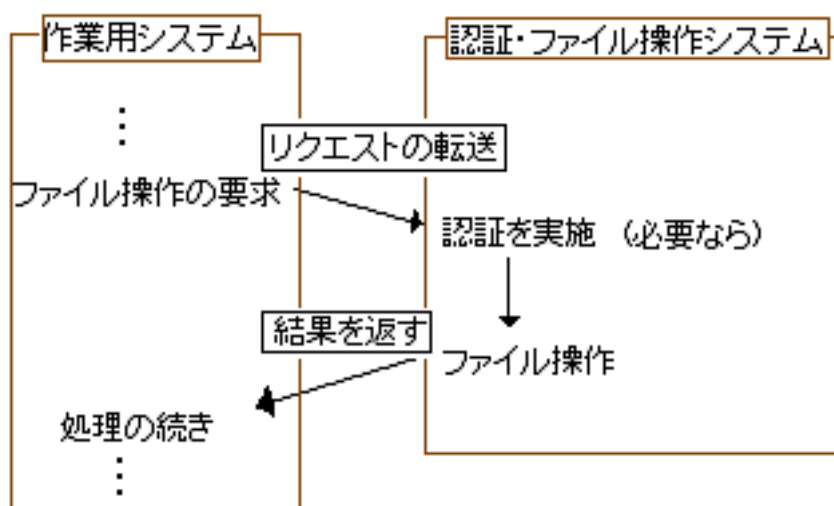 作業用システム
認証・ファイル操作システム
リクエストの転送
ファイル操作の要求
認証を実施 (必要なら)
結果を返す
ファイル操作
処理の続き